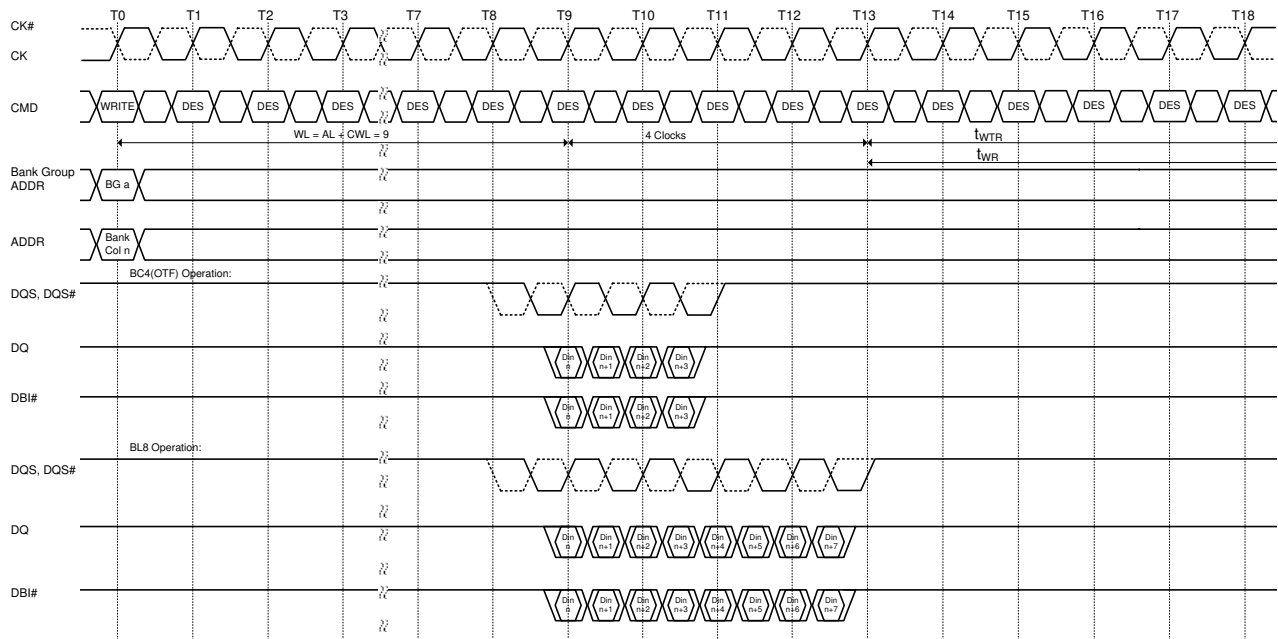 T0 T1 T2 T3 T7 T8 T9 T10 T11 T12 T13 T14 T15 T16 T17 T18
CK#
CK
CMD WRITE DES DES DES DES DES DES DES DES DES DES DES DES DES DES DES
WL = AL + CWL = 9 4 Clocks tWTR
tWR
Bank Group
ADDR BG a
ADDR Bank
Col n
BC4(OTF) Operation:
DQS, DQS#
DQ Din n Din n+1 Din n+2 Din n+3
DBI# Din n Din n+1 Din n+2 Din n+3
BL8 Operation:
DQS, DQS#
DQ Din n Din n+1 Din n+2 Din n+3 Din n+4 Din n+5 Din n+6 Din n+7
DBI# Din n Din n+1 Din n+2 Din n+3 Din n+4 Din n+5 Din n+6 Din n+7